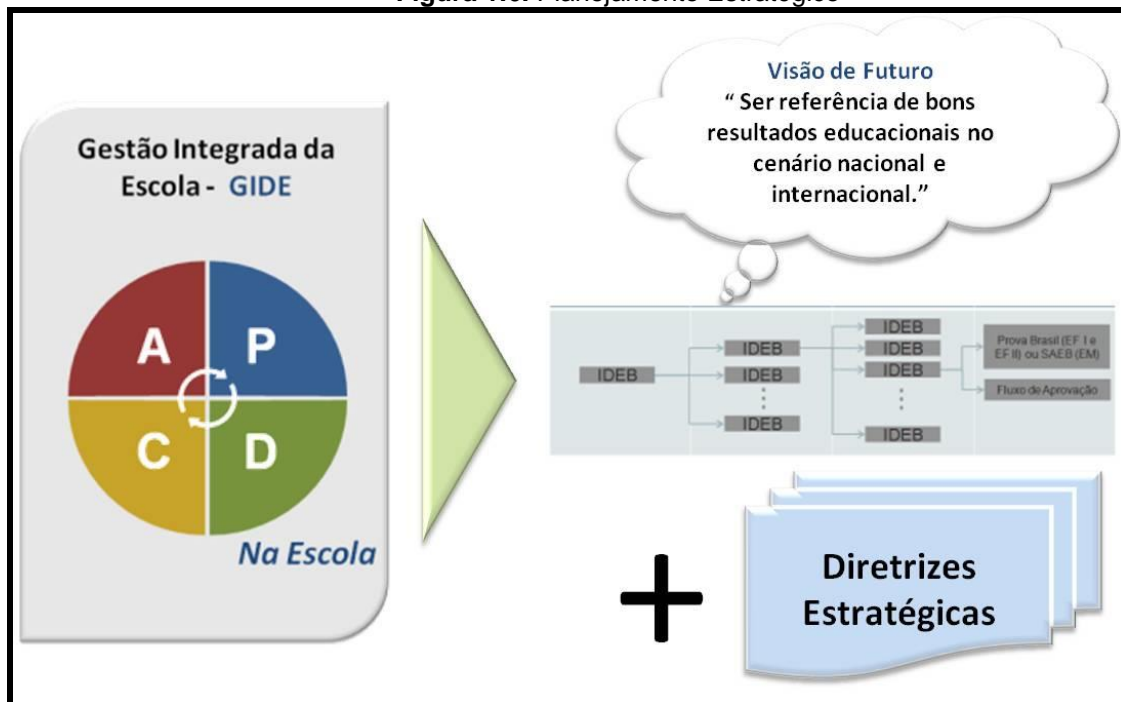 Planejamento Estratégico
Gestão Integrada da
Escola - GIDE
A
P
C
D
Na Escola
Visão de Futuro
“ Ser referência de bons
resultados educacionais no
cenário nacional e
internacional.”
IDEB
IDEB
IDEB
⋮
IDEB
IDEB
IDEB
IDEB
⋮
IDEB
Prova Brasil (EF I e
EF II) ou SAEB (EM)
Fluxo de Aprovação
+
Diretrizes
Estratégicas